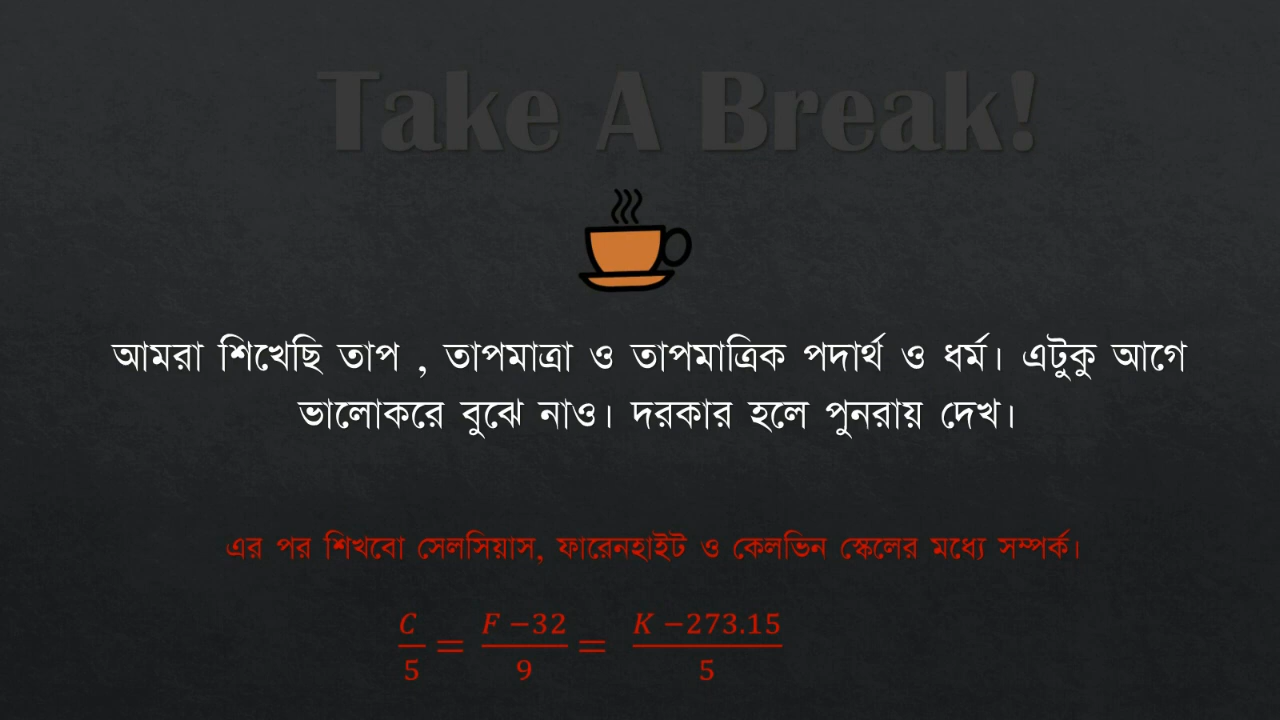 Take A Break!
আমরা শিখেছি তাপ , তাপমাত্রা ও তাপমাত্রিক পদার্থ ও ধর্ম। এটুকু আগে
ভালোকরে বুঝে নাও। দরকার হলে পুনরায় দেখ।
এর পর শিখবো সেলসিয়াস, ফারেনহাইট ও কেলভিন স্কেলের মধ্যে সম্পর্ক।
C/5 = F −32/9 = K −273.15/5